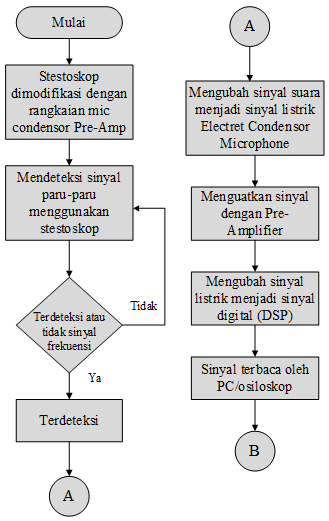 Mulai
Stestoskop
dimodifikasi dengan
rangkaian mic
condensor Pre-Amp
Mendeteksi sinyal
paru-paru
menggunakan
stestoskop
Tidak
Terdeteksi atau
tidak sinyal
frekuensi
Ya
Terdeteksi
A
A
Mengubah sinyal suara
menjadi sinyal listrik
Electret Condensor
Microphone
Menguatkan sinyal
dengan Pre-
Amplifier
Mengubah sinyal
listrik menjadi sinyal
digital (DSP)
Sinyal terbaca oleh
PC/osiloskop
B